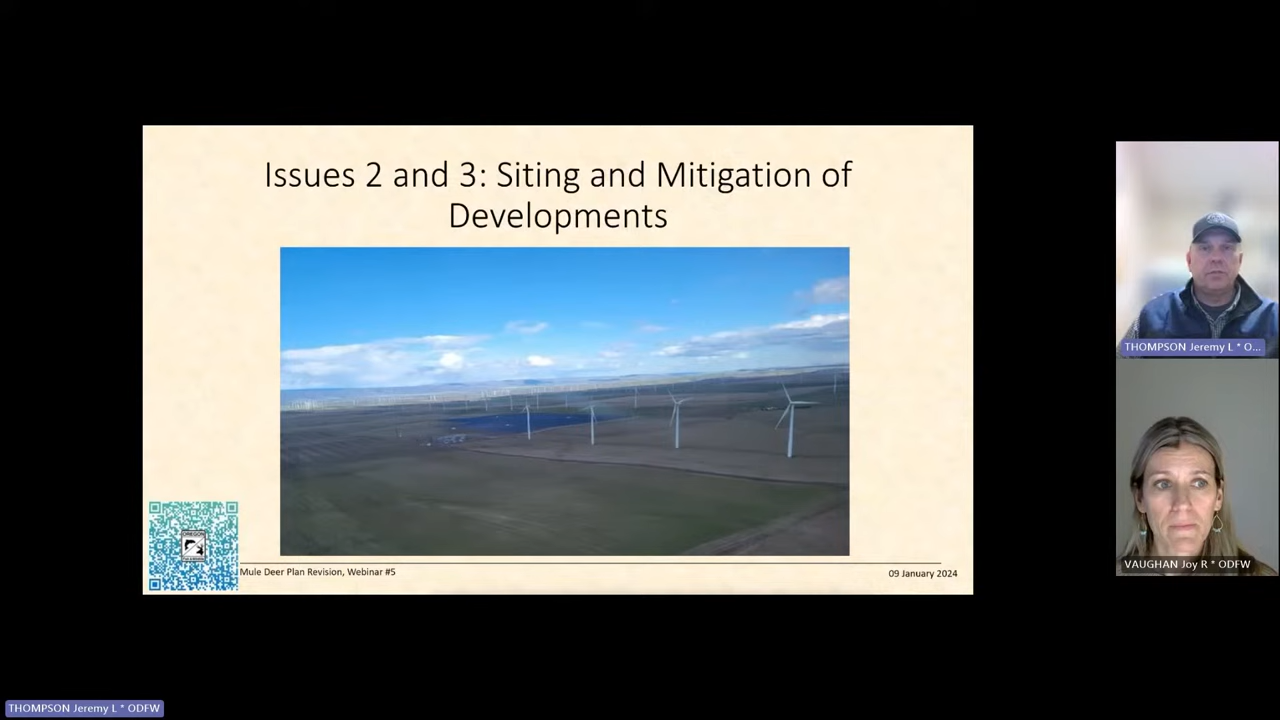 Issues 2 and 3: Siting and Mitigation of
Developments
OREGON
Mule Deer Plan Revision, Webinar #5
09 January 2024
THOMPSON Jeremy L * O...
VAUGHAN Joy R * ODFW
THOMPSON Jeremy L * ODFW